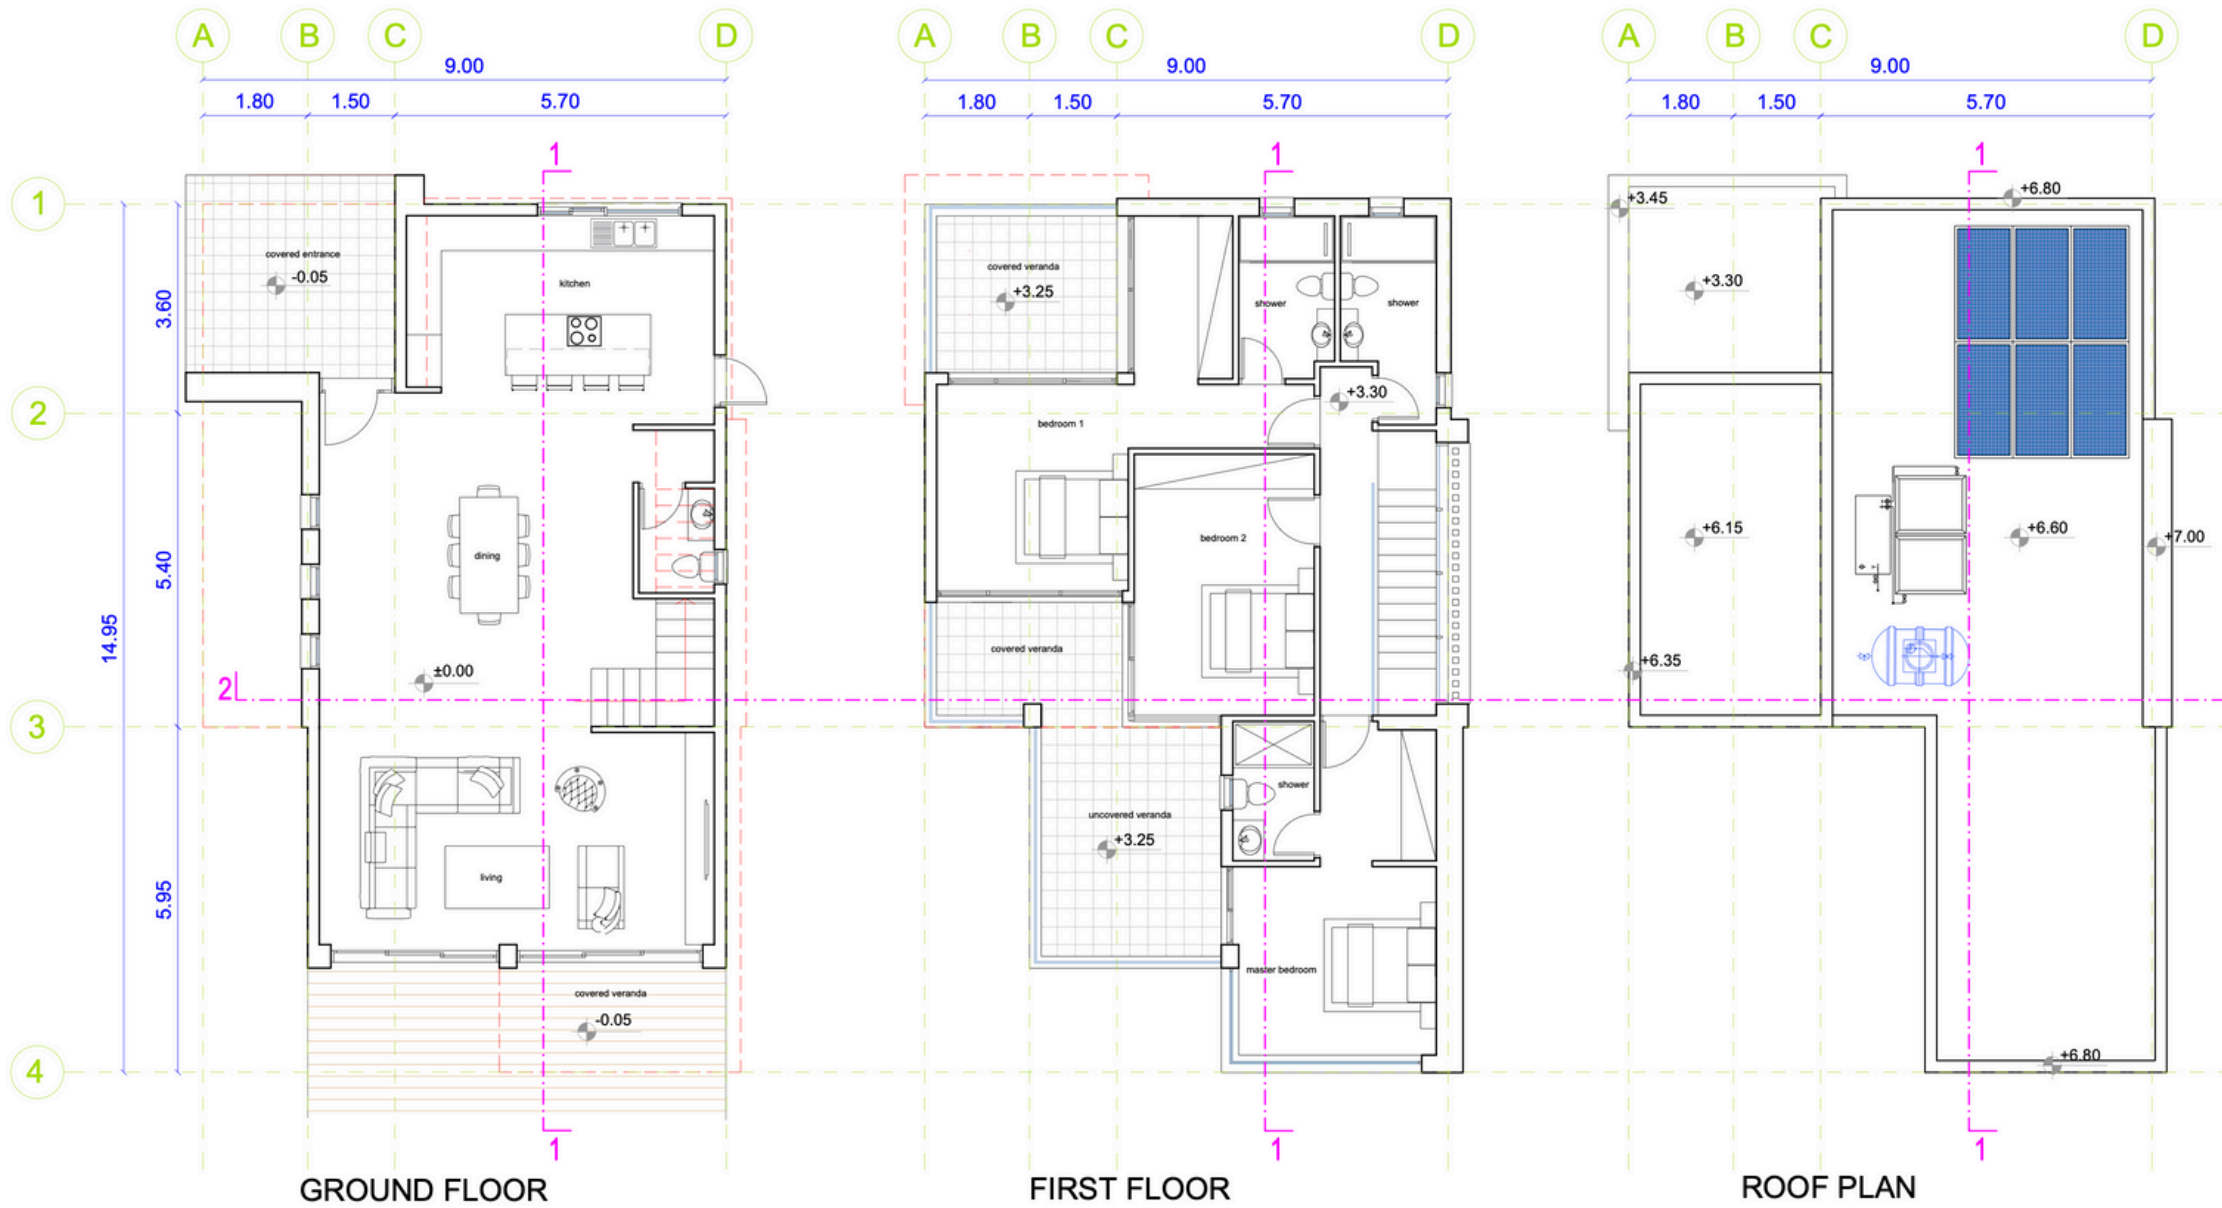 A B C D
9.00
1.80 1.50 5.70
1
1
covered entrance
-0.05
kitchen
3.60
2
dining
5.40
14.95
±0.00
2
3
living
5.95
covered veranda
-0.05
4
1
GROUND FLOOR
A B C D
9.00
1.80 1.50 5.70
1
covered veranda
+3.25
shower
shower
+3.30
bedroom 1
bedroom 2
covered veranda
shower
uncovered veranda
+3.25
master bedroom
1
FIRST FLOOR
A B C D
9.00
1.80 1.50 5.70
1
+3.45
+6.80
+3.30
+6.15
+6.60
+7.00
+6.35
+6.80
1
ROOF PLAN